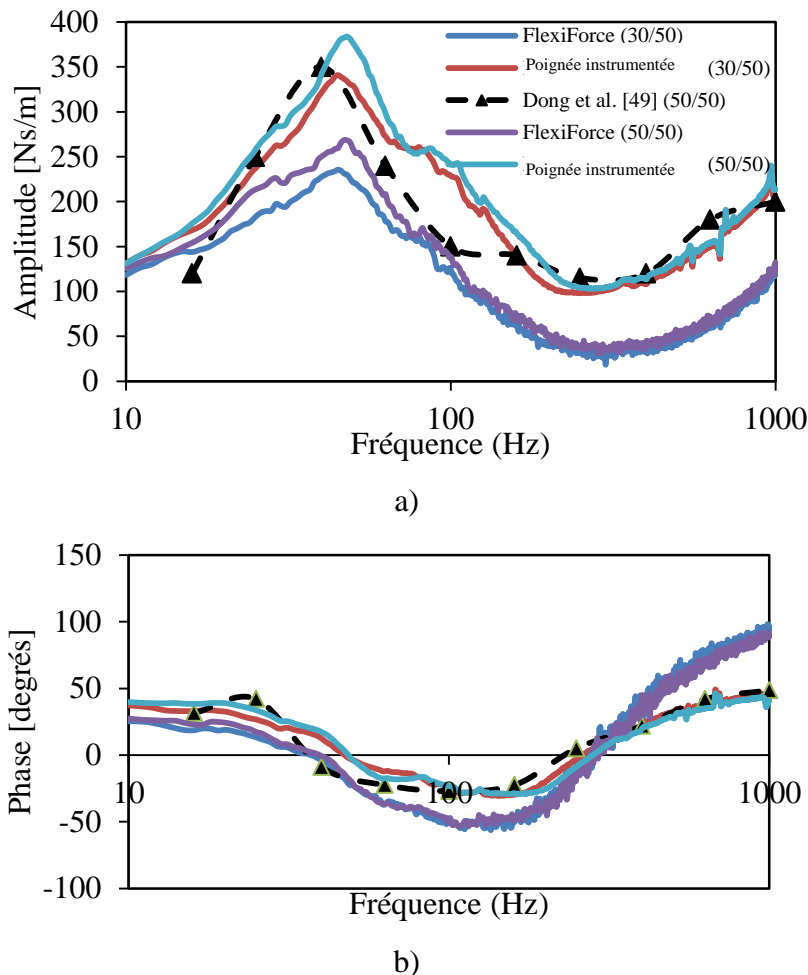 400
350
300
250
200
150
100
50
0
Amplitude [Ns/m]
FlexiForce (30/50)
Poignée instrumentée (30/50)
Dong et al. [49] (50/50)
FlexiForce (50/50)
Poignée instrumentée (50/50)
10 100 1000
Fréquence (Hz)
a)
150
100
50
0
-50
-100
Phase [degrés]
10 100 1000
Fréquence (Hz)
b)